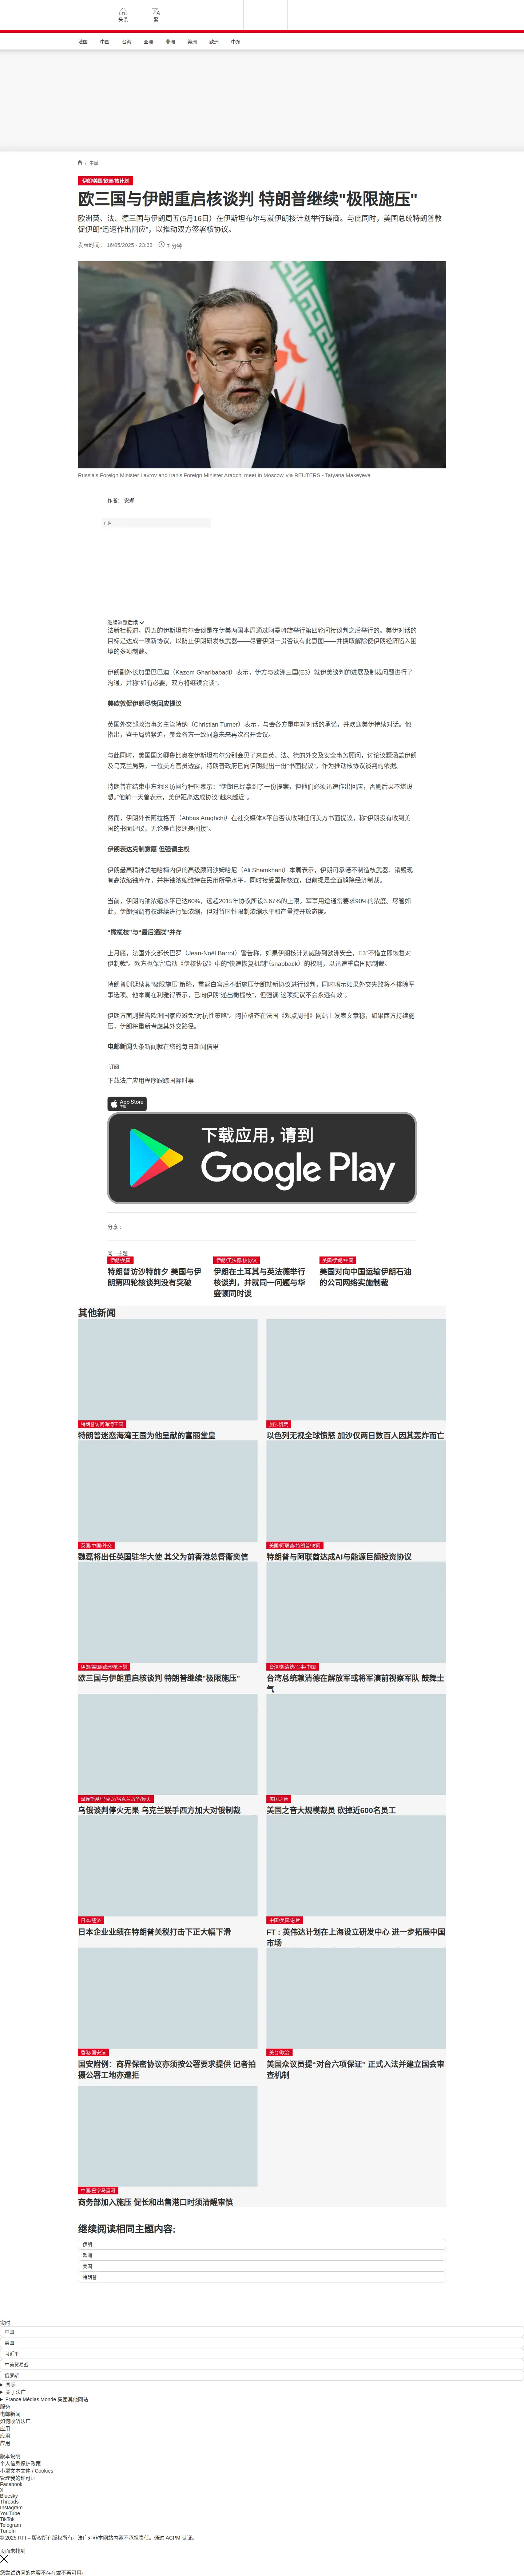 头条
繁
法国
中国
台海
亚洲
非洲
美洲
欧洲
中东
/ 法国
伊朗/美国/欧洲/核计划
欧三国与伊朗重启核谈判 特朗普继续"极限施压"
欧洲英、法、德三国与伊朗周五(5月16日）在伊斯坦布尔与就伊朗核计划举行磋商。与此同时，美国总统特朗普敦
促伊朗“迅速作出回应”，以推动双方签署核协议。
发表时间： 16/05/2025 - 23:33
7 分钟
Russia's Foreign Minister Lavrov and Iran's Foreign Minister Araqchi meet in Moscow via REUTERS - Tatyana Makeyeva
作者： 安娜
广告
继续浏览后续
法新社报道，周五的伊斯坦布尔会谈是在伊美两国本周通过阿曼斡旋举行第四轮间接谈判之后举行的。美伊对话的
目标是达成一项新协议，以防止伊朗研发核武器——尽管伊朗一贯否认有此意图——并换取解除使伊朗经济陷入困
境的多项制裁。
伊朗副外长加里巴巴迪（Kazem Gharibabadi）表示，伊方与欧洲三国(E3）就伊美谈判的进展及制裁问题进行了
沟通，并称“如有必要，双方将继续会谈”。
美欧敦促伊朗尽快回应提议
英国外交部政治事务主管特纳（Christian Turner）表示，与会各方重申对对话的承诺，并欢迎美伊持续对话。他
指出，鉴于局势紧迫，参会各方一致同意未来再次召开会议。
与此同时，美国国务卿鲁比奥在伊斯坦布尔分别会见了来自英、法、德的外交及安全事务顾问，讨论议题涵盖伊朗
及乌克兰局势。一位美方官员透露，特朗普政府已向伊朗提出一份“书面提议”，作为推动核协议谈判的依据。
特朗普在结束中东地区访问行程时表示：“伊朗已经拿到了一份提案，但他们必须迅速作出回应，否则后果不堪设
想。”他前一天曾表示，美伊距离达成协议“越来越近”。
然而，伊朗外长阿拉格齐（Abbas Araghchi）在社交媒体X平台否认收到任何美方书面提议，称“伊朗没有收到美
国的书面建议，无论是直接还是间接”。
伊朗表达克制意愿 但强调主权
伊朗最高精神领袖哈梅内伊的高级顾问沙姆哈尼（Ali Shamkhani）本周表示，伊朗可承诺不制造核武器、销毁现
有高浓缩铀库存，并将铀浓缩维持在民用所需水平，同时接受国际核查，但前提是全面解除经济制裁。
当前，伊朗的铀浓缩水平已达60%，远超2015年协议所设3.67%的上限。军事用途通常要求90%的浓度。尽管如
此，伊朗强调有权继续进行铀浓缩，但对暂时性限制浓缩水平和产量持开放态度。
“橄榄枝”与“最后通牒”并存
上月底，法国外交部长巴罗（Jean-Noël Barrot）警告称，如果伊朗核计划威胁到欧洲安全，E3“不惜立即恢复对
伊制裁”。欧方也保留启动《伊核协议》中的“快速恢复机制”（snapback）的权利，以迅速重启国际制裁。
特朗普则延续其“极限施压”策略，重返白宫后不断施压伊朗就新协议进行谈判，同时暗示如果外交失败将不排除军
事选项。他本周在利雅得表示，已向伊朗“递出橄榄枝”，但强调“这项提议不会永远有效”。
伊朗方面则警告欧洲国家应避免“对抗性策略”。阿拉格齐在法国《观点周刊》网站上发表文章称，如果西方持续施
压，伊朗将重新考虑其外交路径。
电邮新闻头条新闻就在您的每日新闻信里
订阅
下载法广应用程序跟踪国际时事
App Store
下载
下载应用，请到
Google Play
分享 :
同一主题
伊朗/美国
特朗普访沙特前夕 美国与伊
朗第四轮核谈判没有突破
伊朗/英法德/核协议
伊朗在土耳其与英法德举行
核谈判，并就同一问题与华
盛顿同时谈
美国/伊朗/中国
美国对向中国运输伊朗石油
的公司网络实施制裁
其他新闻
特朗普访问海湾王国
特朗普迷恋海湾王国为他呈献的富丽堂皇
加沙饥荒
以色列无视全球愤怒 加沙仅两日数百人因其轰炸而亡
英国/中国/外交
魏磊将出任英国驻华大使 其父为前香港总督衞奕信
美国/阿联酋/特朗普/访问
特朗普与阿联酋达成AI与能源巨额投资协议
伊朗/美国/欧洲/核计划
欧三国与伊朗重启核谈判 特朗普继续"极限施压"
台湾/赖清德/军事/中国
台湾总统赖清德在解放军或将军演前视察军队 鼓舞士
气
泽连斯基/马克龙/乌克兰战争/停火
乌俄谈判停火无果 乌克兰联手西方加大对俄制裁
美国之音
美国之音大规模裁员 砍掉近600名员工
日本/经济
日本企业业绩在特朗普关税打击下正大幅下滑
中国/美国/芯片
FT : 英伟达计划在上海设立研发中心 进一步拓展中国
市场
香港/国安法
国安附例：商界保密协议亦须按公署要求提供 记者拍
摄公署工地亦遭拒
美台/政治
美国众议员提“对台六项保证” 正式入法并建立国会审
查机制
中国/巴拿马运河
商务部加入施压 促长和出售港口时须清醒审慎
继续阅读相同主题内容:
伊朗
欧洲
美国
特朗普
实时
中国
美国
习近平
中美贸易战
俄罗斯
国际
关于法广
France Médias Monde 集团其他网站
服务
电邮新闻
如何收听法广
应用
应用
应用
版本说明
个人信息保护政策
小型文本文件 / Cookies
管理我的许可证
Facebook
X
Bluesky
Threads
Instagram
YouTube
TikTok
Telegram
TuneIn
© 2025 RFI – 版权所有版权所有。法广对非本网站内容不承担责任。通过 ACPM 认证。
页面未找到
您尝试访问的内容不存在或不再可用。